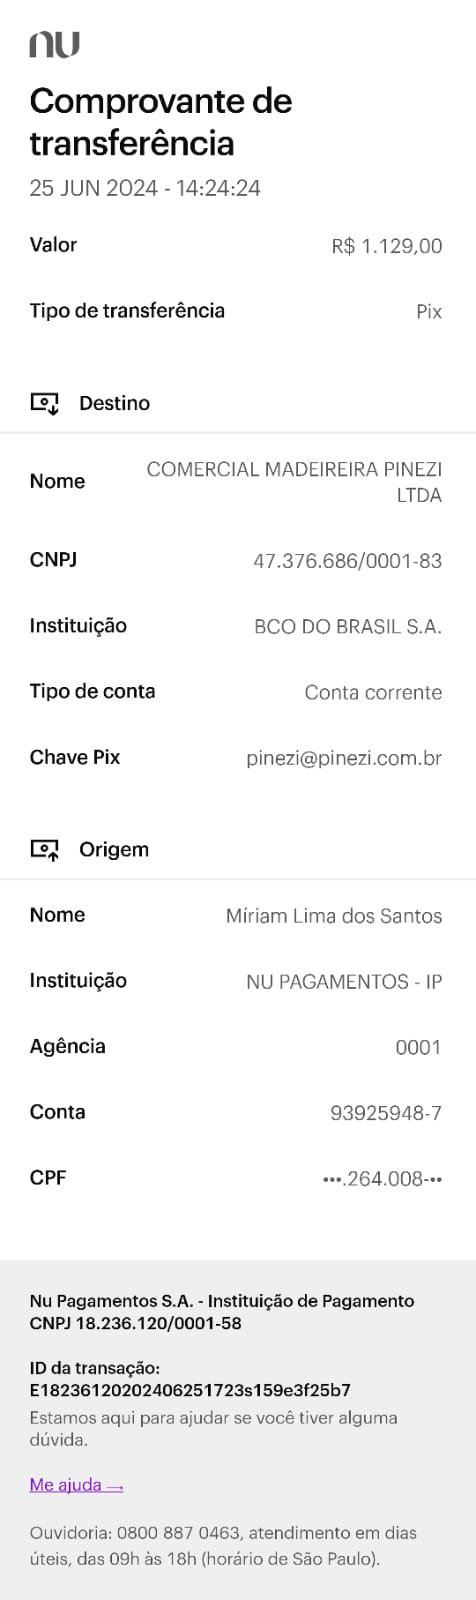 nu
Comprovante de
transferência
25 JUN 2024 - 14:24:24
Valor R$ 1.129,00
Tipo de transferência Pix
Destino
Nome COMERCIAL MADEIREIRA PINEZI
LTDA
CNPJ 47.376.686/0001-83
Instituição BCO DO BRASIL S.A.
Tipo de conta Conta corrente
Chave Pix pinezi@pinezi.com.br
Origem
Nome Míriam Lima dos Santos
Instituição NU PAGAMENTOS - IP
Agência 0001
Conta 93925948-7
CPF •••.264.008-••
Nu Pagamentos S.A. - Instituição de Pagamento
CNPJ 18.236.120/0001-58
ID da transação:
E18236120202406251723s159e3f25b7
Estamos aqui para ajudar se você tiver alguma
dúvida.
Me ajuda →
Ouvidoria: 0800 887 0463, atendimento em dias
úteis, das 09h às 18h (horário de São Paulo).